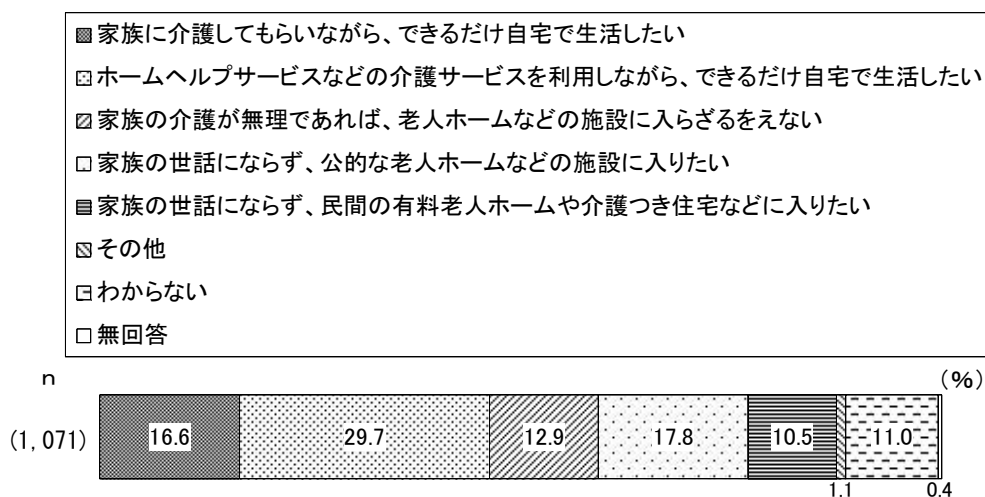 家族に介護してもらいながら、できるだけ自宅で生活したい
ホームヘルプサービスなどの介護サービスを利用しながら、できるだけ自宅で生活したい
家族の介護が無理であれば、老人ホームなどの施設に入らざるをえない
家族の世話にならず、公的な老人ホームなどの施設に入りたい
家族の世話にならず、民間の有料老人ホームや介護つき住宅などに入りたい
その他
わからない
無回答
n (%)
(1,071) 16.6 29.7 12.9 17.8 10.5 11.0
1.1 0.4